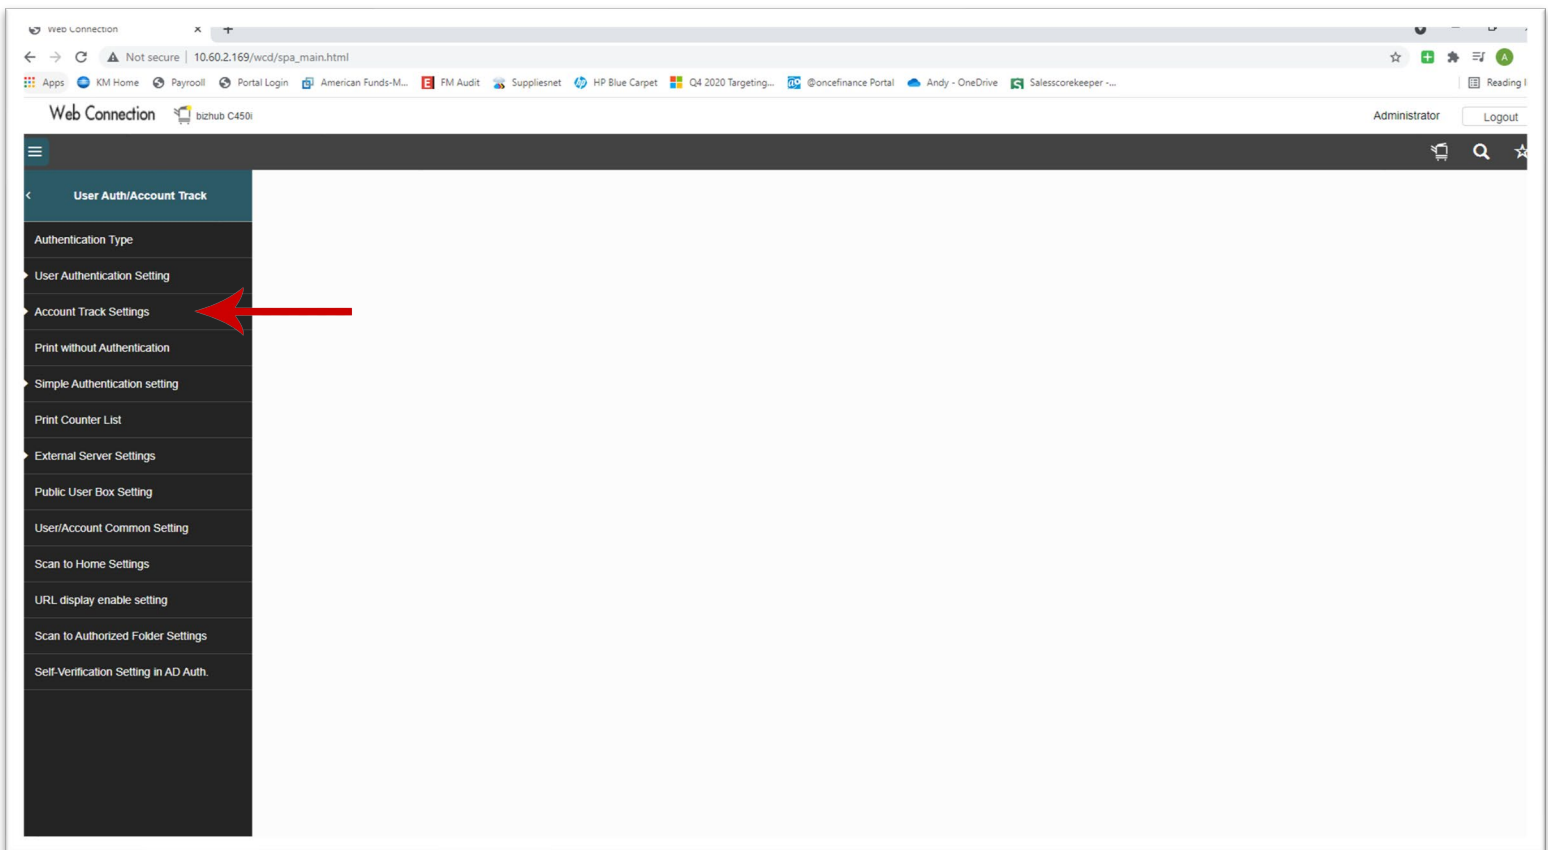 Web Connection
Not secure | 10.60.2.169/wcd/spa_main.html
A
Apps KM Home Payrooll Portal Login American Funds-M... E FM Audit Suppliesnet HP Blue Carpet Q4 2020 Targeting... @oncefinance Portal Andy - OneDrive Salesscorekeeper -... Reading l
Web Connection bizhub C450i Administrator Logout
User Auth/Account Track
Authentication Type
User Authentication Setting
Account Track Settings
Print without Authentication
Simple Authentication setting
Print Counter List
External Server Settings
Public User Box Setting
User/Account Common Setting
Scan to Home Settings
URL display enable setting
Scan to Authorized Folder Settings
Self-Verification Setting in AD Auth.